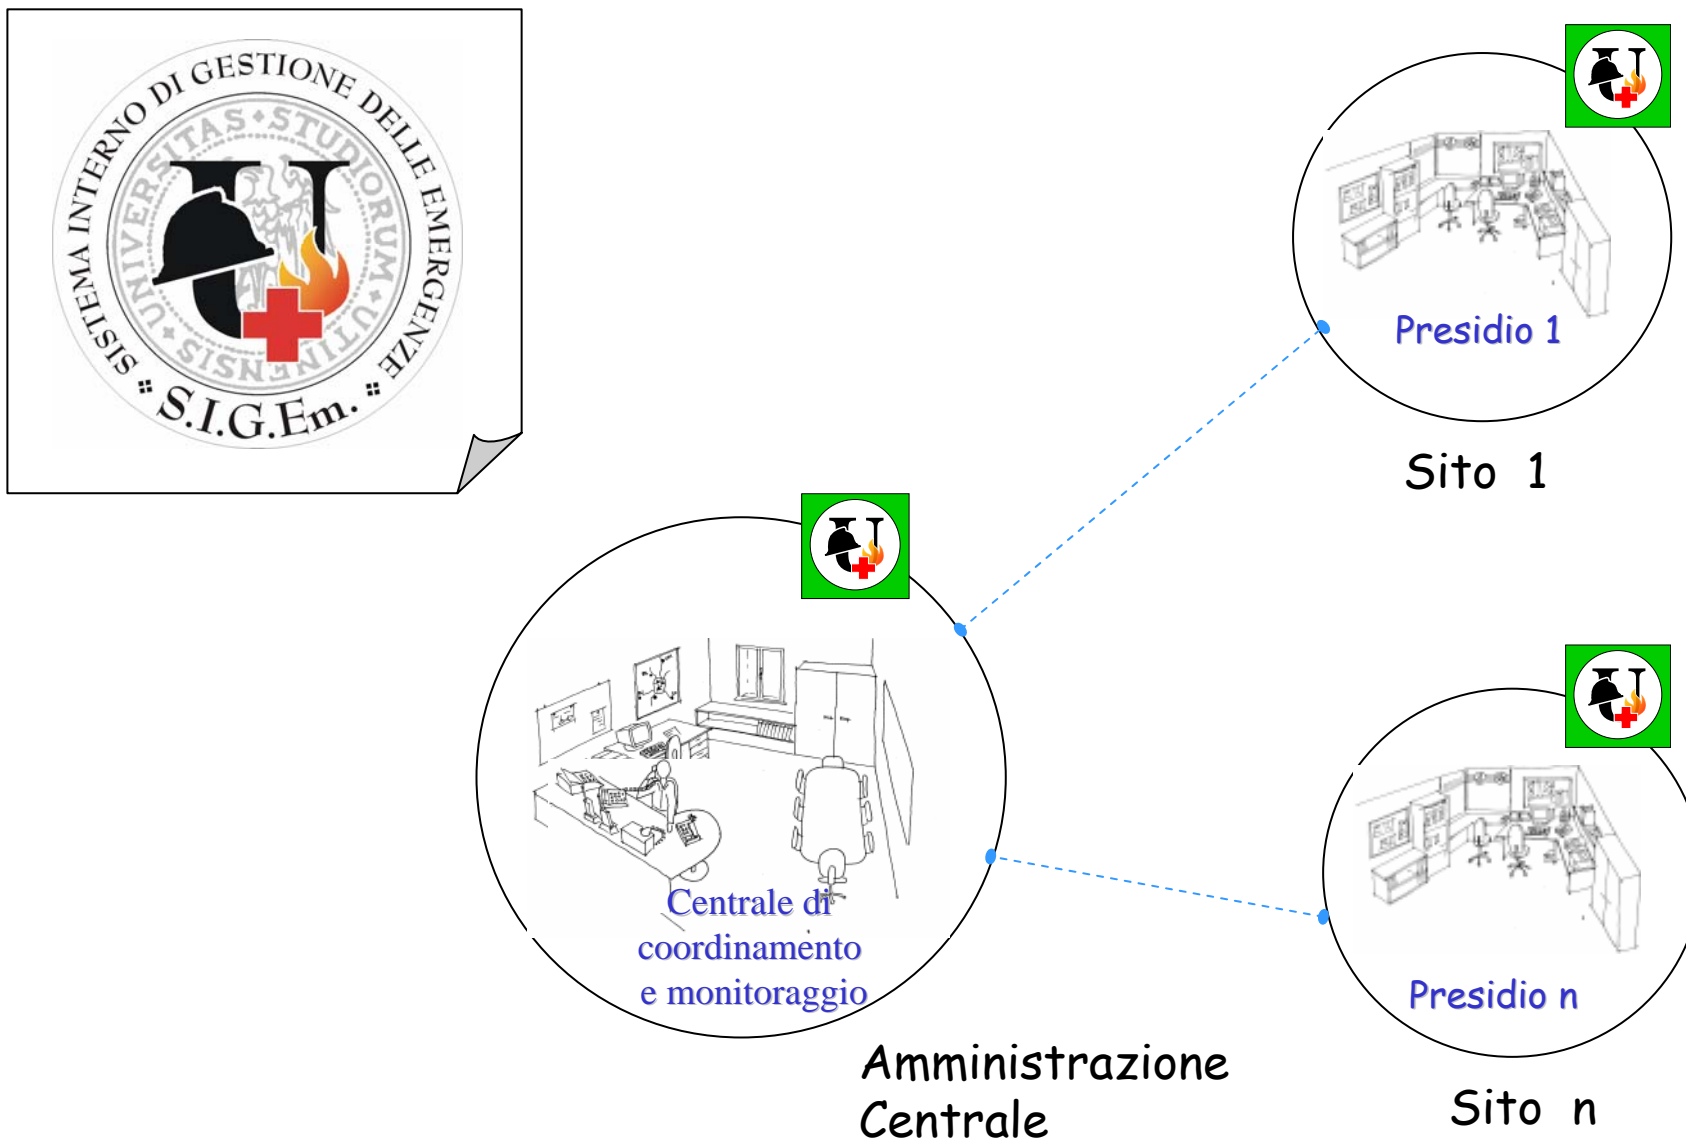 SISTEMA INTERNO DI GESTIONE DELLE EMERGENZE
UNIVERSITAS STUDIORUM UTINENSIS
S.I.G.Em.
Presidio 1
Sito 1
Centrale di
coordinamento
e monitoraggio
Amministrazione
Centrale
Presidio n
Sito n